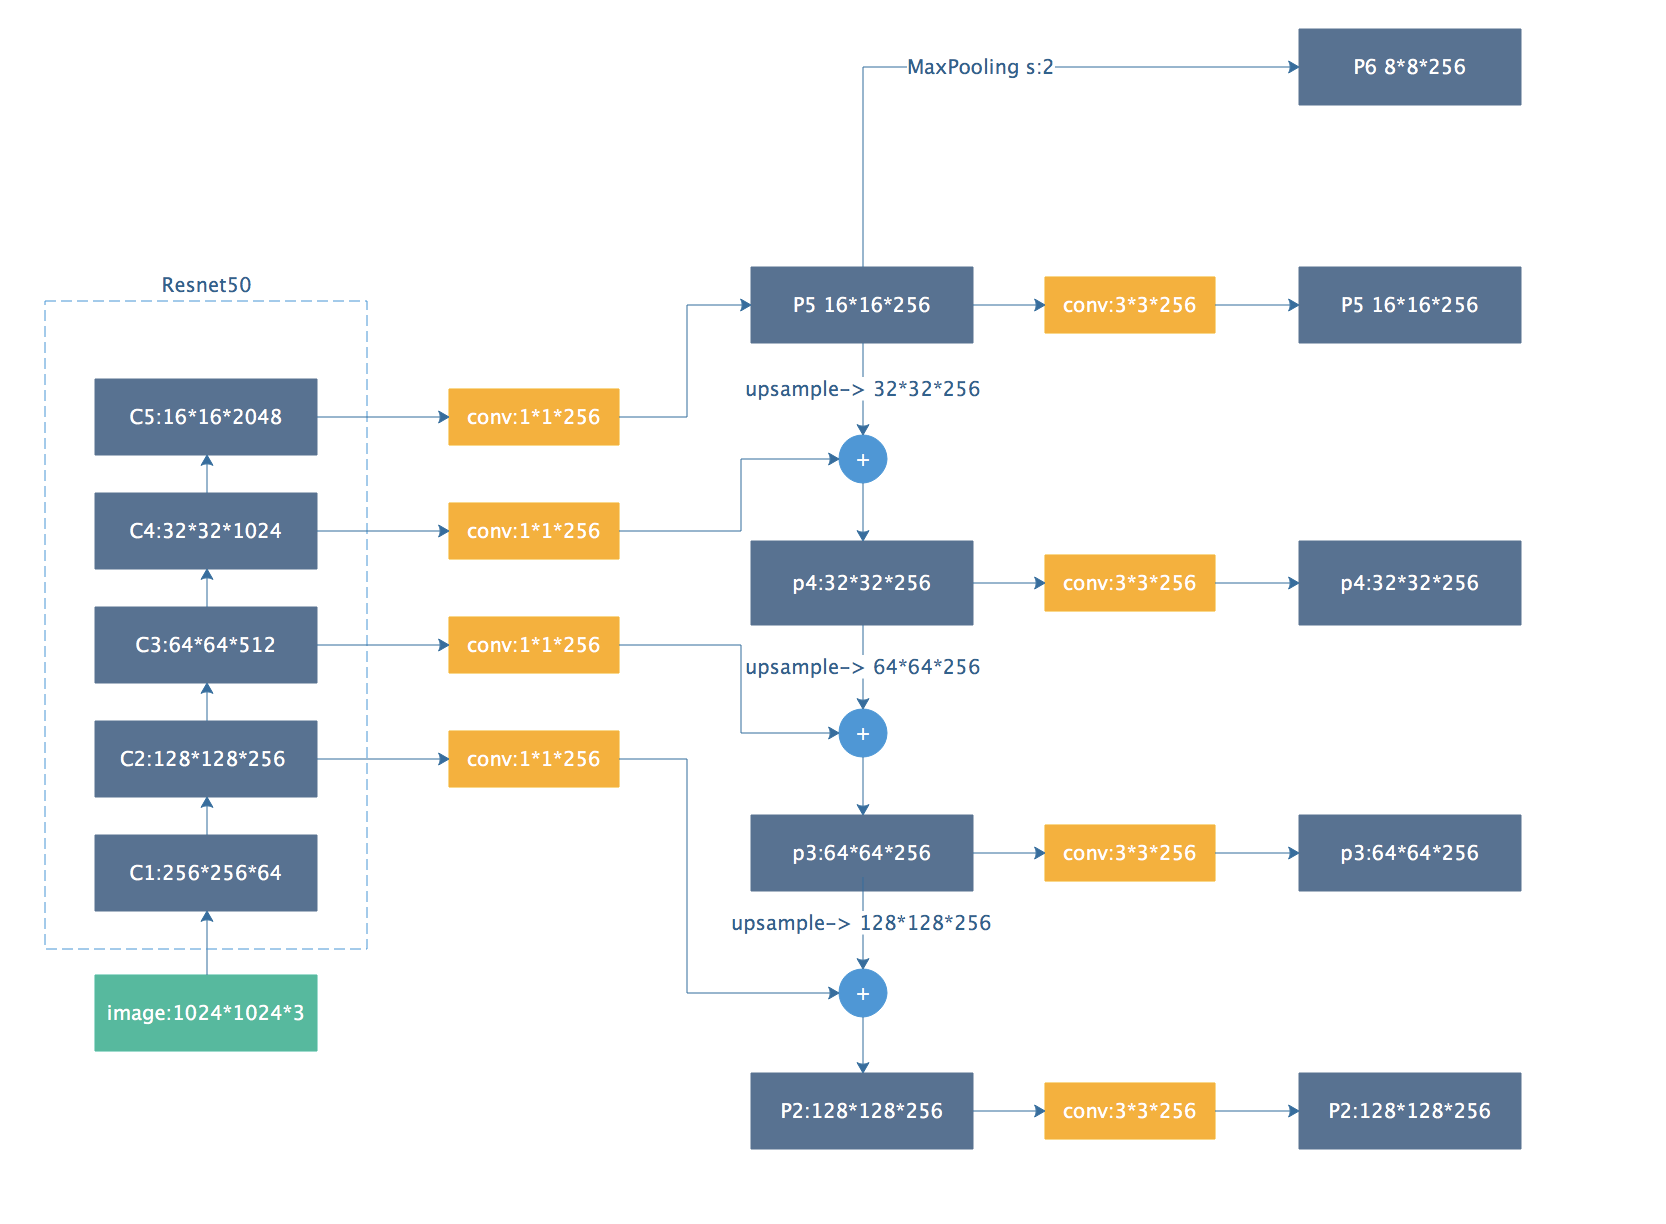 MaxPooling s:2
P6 8*8*256
Resnet50
P5 16*16*256
conv:3*3*256
P5 16*16*256
upsample-> 32*32*256
C5:16*16*2048
conv:1*1*256
+
C4:32*32*1024
conv:1*1*256
p4:32*32*256
conv:3*3*256
p4:32*32*256
C3:64*64*512
conv:1*1*256
upsample-> 64*64*256
+
C2:128*128*256
conv:1*1*256
p3:64*64*256
conv:3*3*256
p3:64*64*256
C1:256*256*64
upsample-> 128*128*256
+
image:1024*1024*3
P2:128*128*256
conv:3*3*256
P2:128*128*256